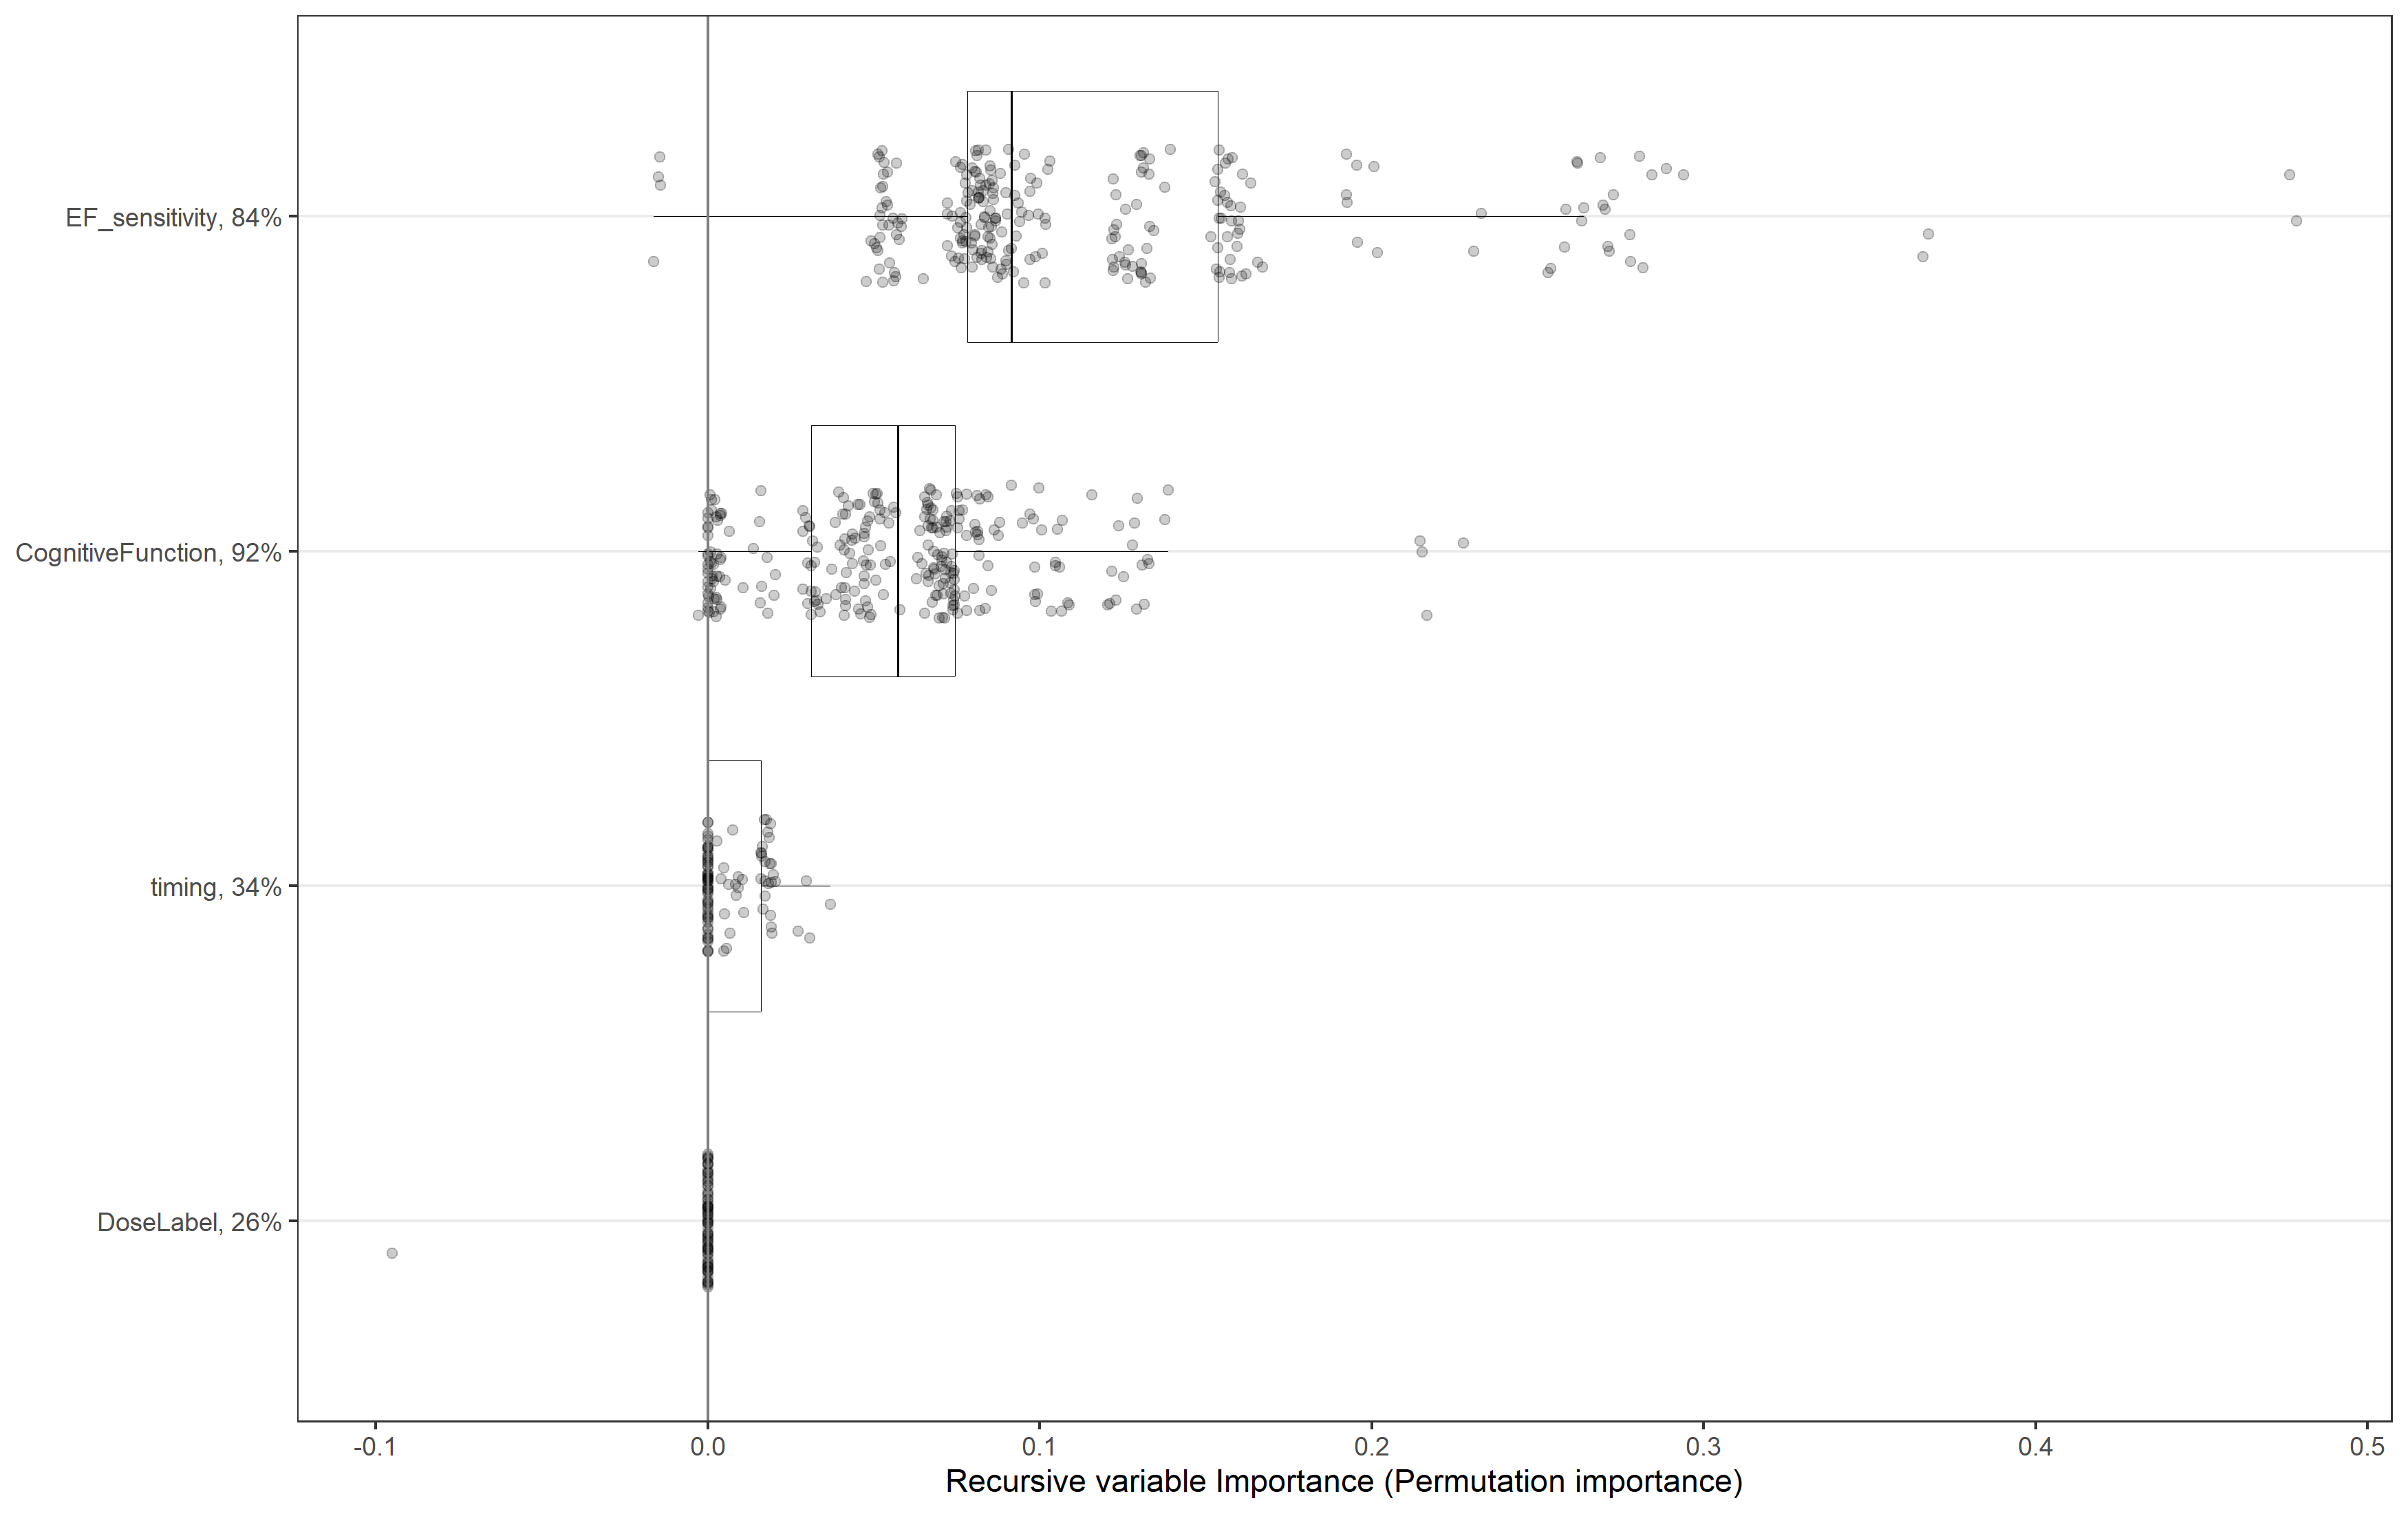 EF_sensitivity, 84%
CognitiveFunction, 92%
timing, 34%
DoseLabel, 26%
-0.1 0.0 0.1 0.2 0.3 0.4 0.5
Recursive variable Importance (Permutation importance)